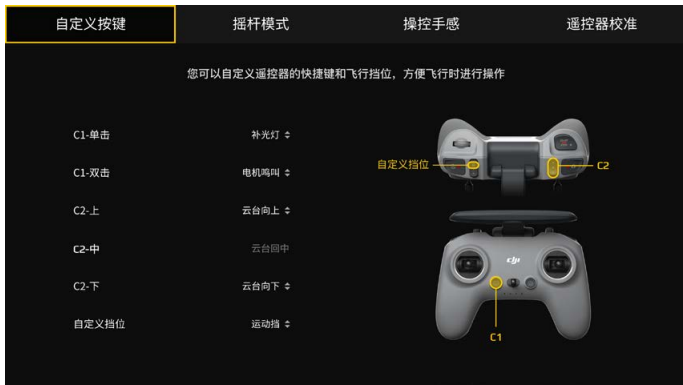 自定义按键 摇杆模式 操控手感 遥控器校准
您可以自定义遥控器的快捷键和飞行挡位，方便飞行时进行操作
C1-单击 补光灯
C1-双击 电机鸣叫
自定义挡位 C2
C2-上 云台向上
C2-中 云台回中
dji
C2-下 云台向下
自定义挡位 运动挡
C1